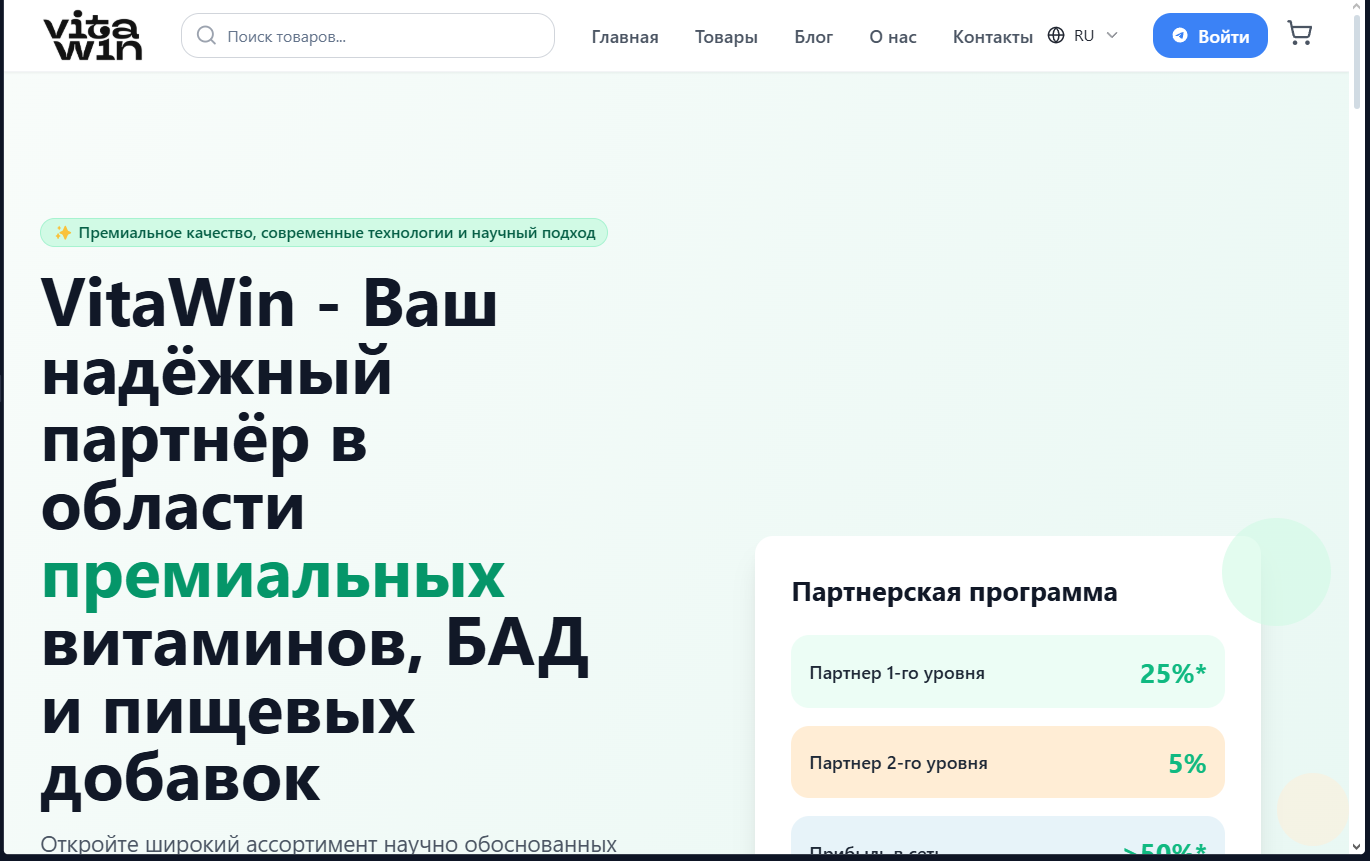 vita
win
Поиск товаров...
Главная
Товары
Блог
О нас
Контакты
RU
Войти
✨ Премиальное качество, современные технологии и научный подход
VitaWin - Ваш
надёжный
партнёр в
области
премиальных
витаминов, БАД
и пищевых
добавок
Откройте широкий ассортимент научно обоснованных
Партнерская программа
Партнер 1-го уровня 25%*
Партнер 2-го уровня 5%
Прибыль в сеть >50%*